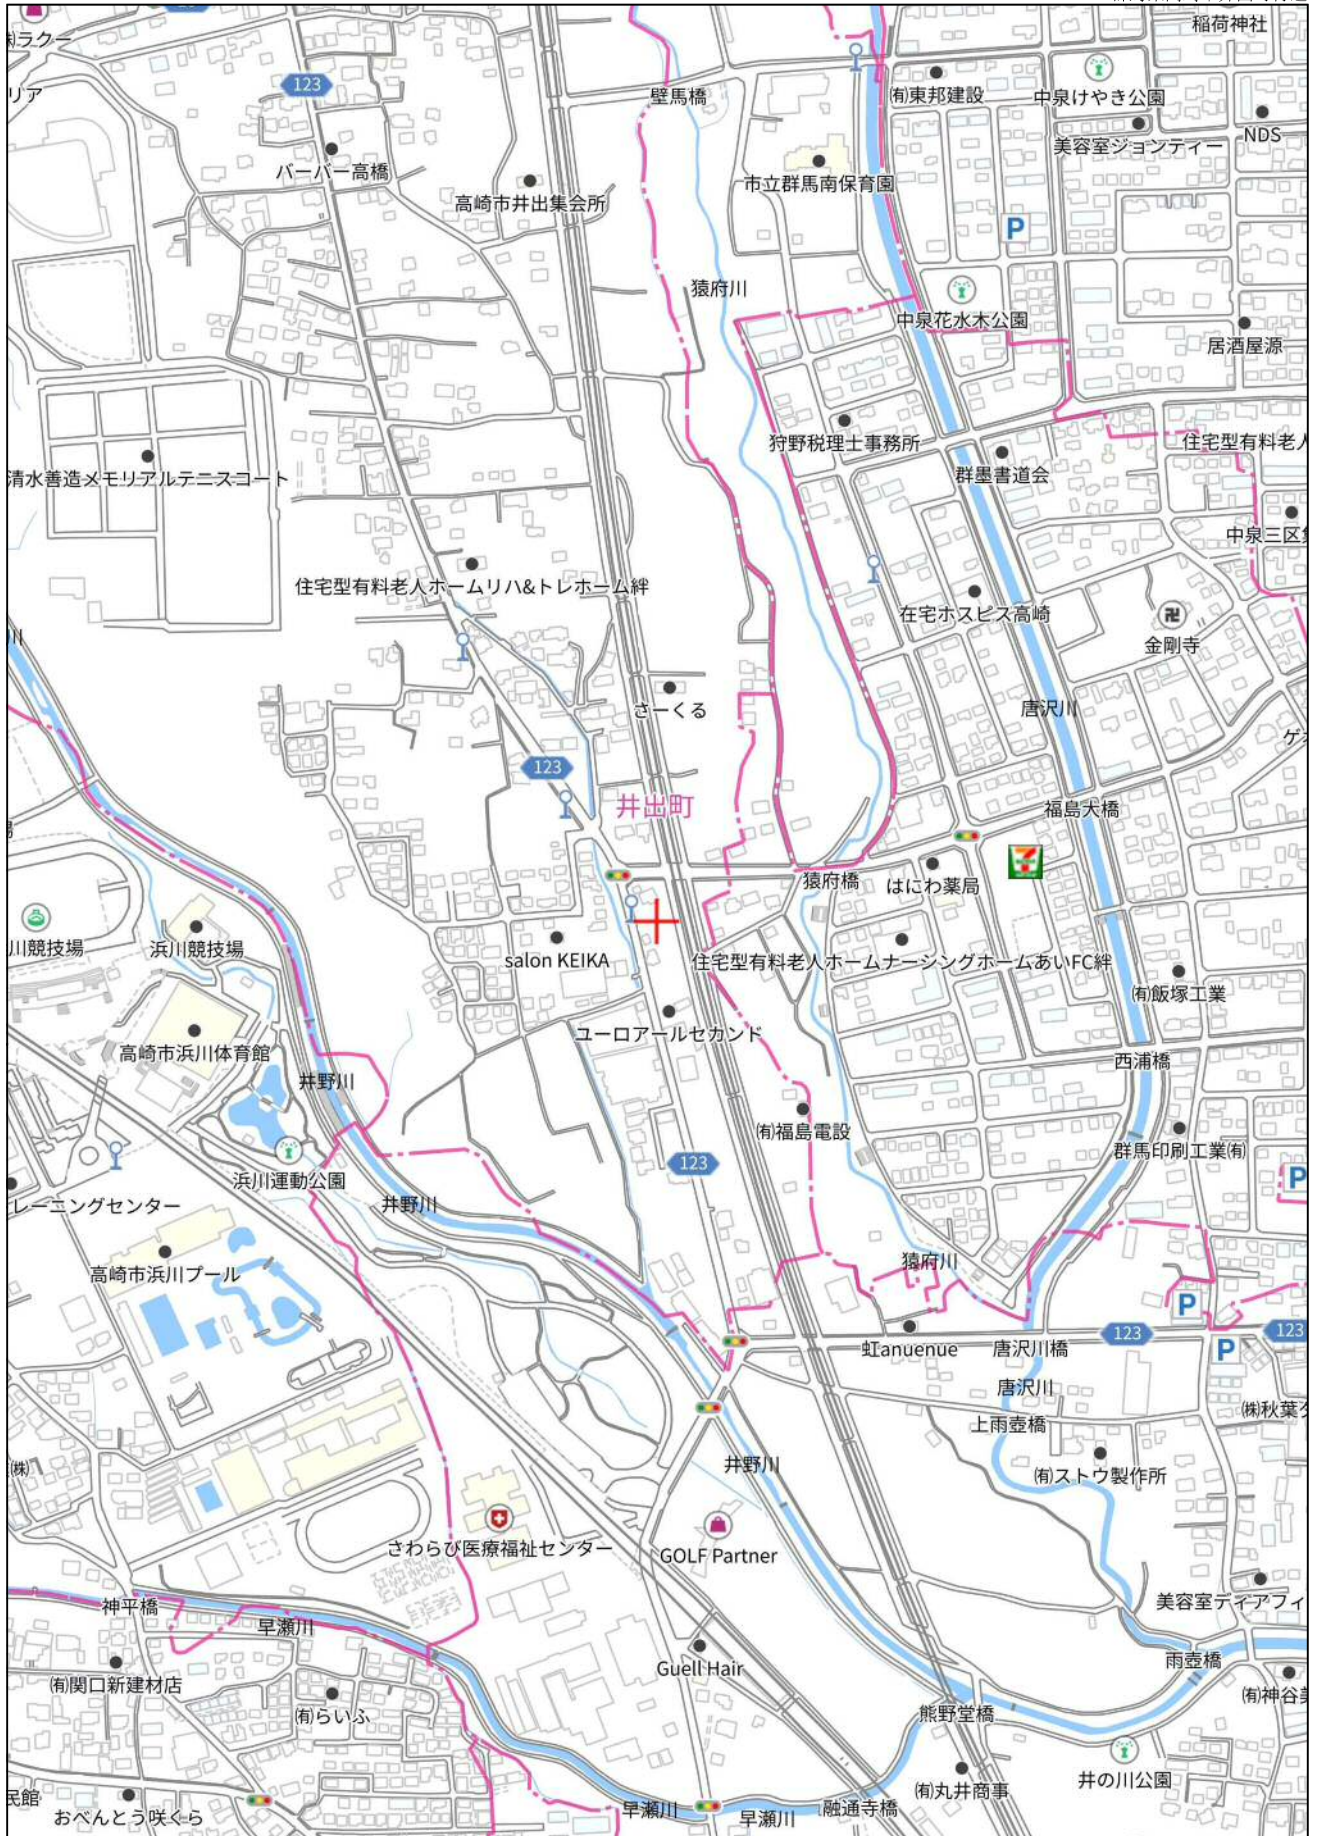 稲荷神社
123
壁馬橋
㈲東邦建設
中泉けやき公園
美容室ジョンティー
NDS
リア
バーバー高橋
高崎市井出集会所
市立群馬南保育園
P
猿府川
中泉花水木公園
居酒屋源
狩野税理士事務所
群墨書道会
住宅型有料老人
清水善造メモリアルテニスコート
中泉三区
住宅型有料老人ホームリハ&トレホーム絆
在宅ホスピス高崎
金剛寺
川
さーくる
唐沢川
123
井出町
福島大橋
猿府橋
はにわ薬局
川競技場
浜川競技場
salon KEIKA
住宅型有料老人ホームナーシングホームあいFC絆
㈲飯塚工業
ユーロアールセカンド
高崎市浜川体育館
井野川
西浦橋
㈲福島電設
群馬印刷工業㈲
123
浜川運動公園
P
レーニングセンター
井野川
高崎市浜川プール
猿府川
P
虹anuenue
唐沢川橋
123
P
123
唐沢川
上雨壺橋
㈱秋葉
㈱
井野川
㈲ストウ製作所
さわらび医療福祉センター
GOLF Partner
神平橋
早瀬川
美容室ディアフィ
Guell Hair
雨壺橋
㈲関口新建材店
㈲らいふ
熊野堂橋
㈲神谷
㈲丸井商事
井の川公園
民館
おべんとう咲くら
早瀬川
早瀬川
融通寺橋